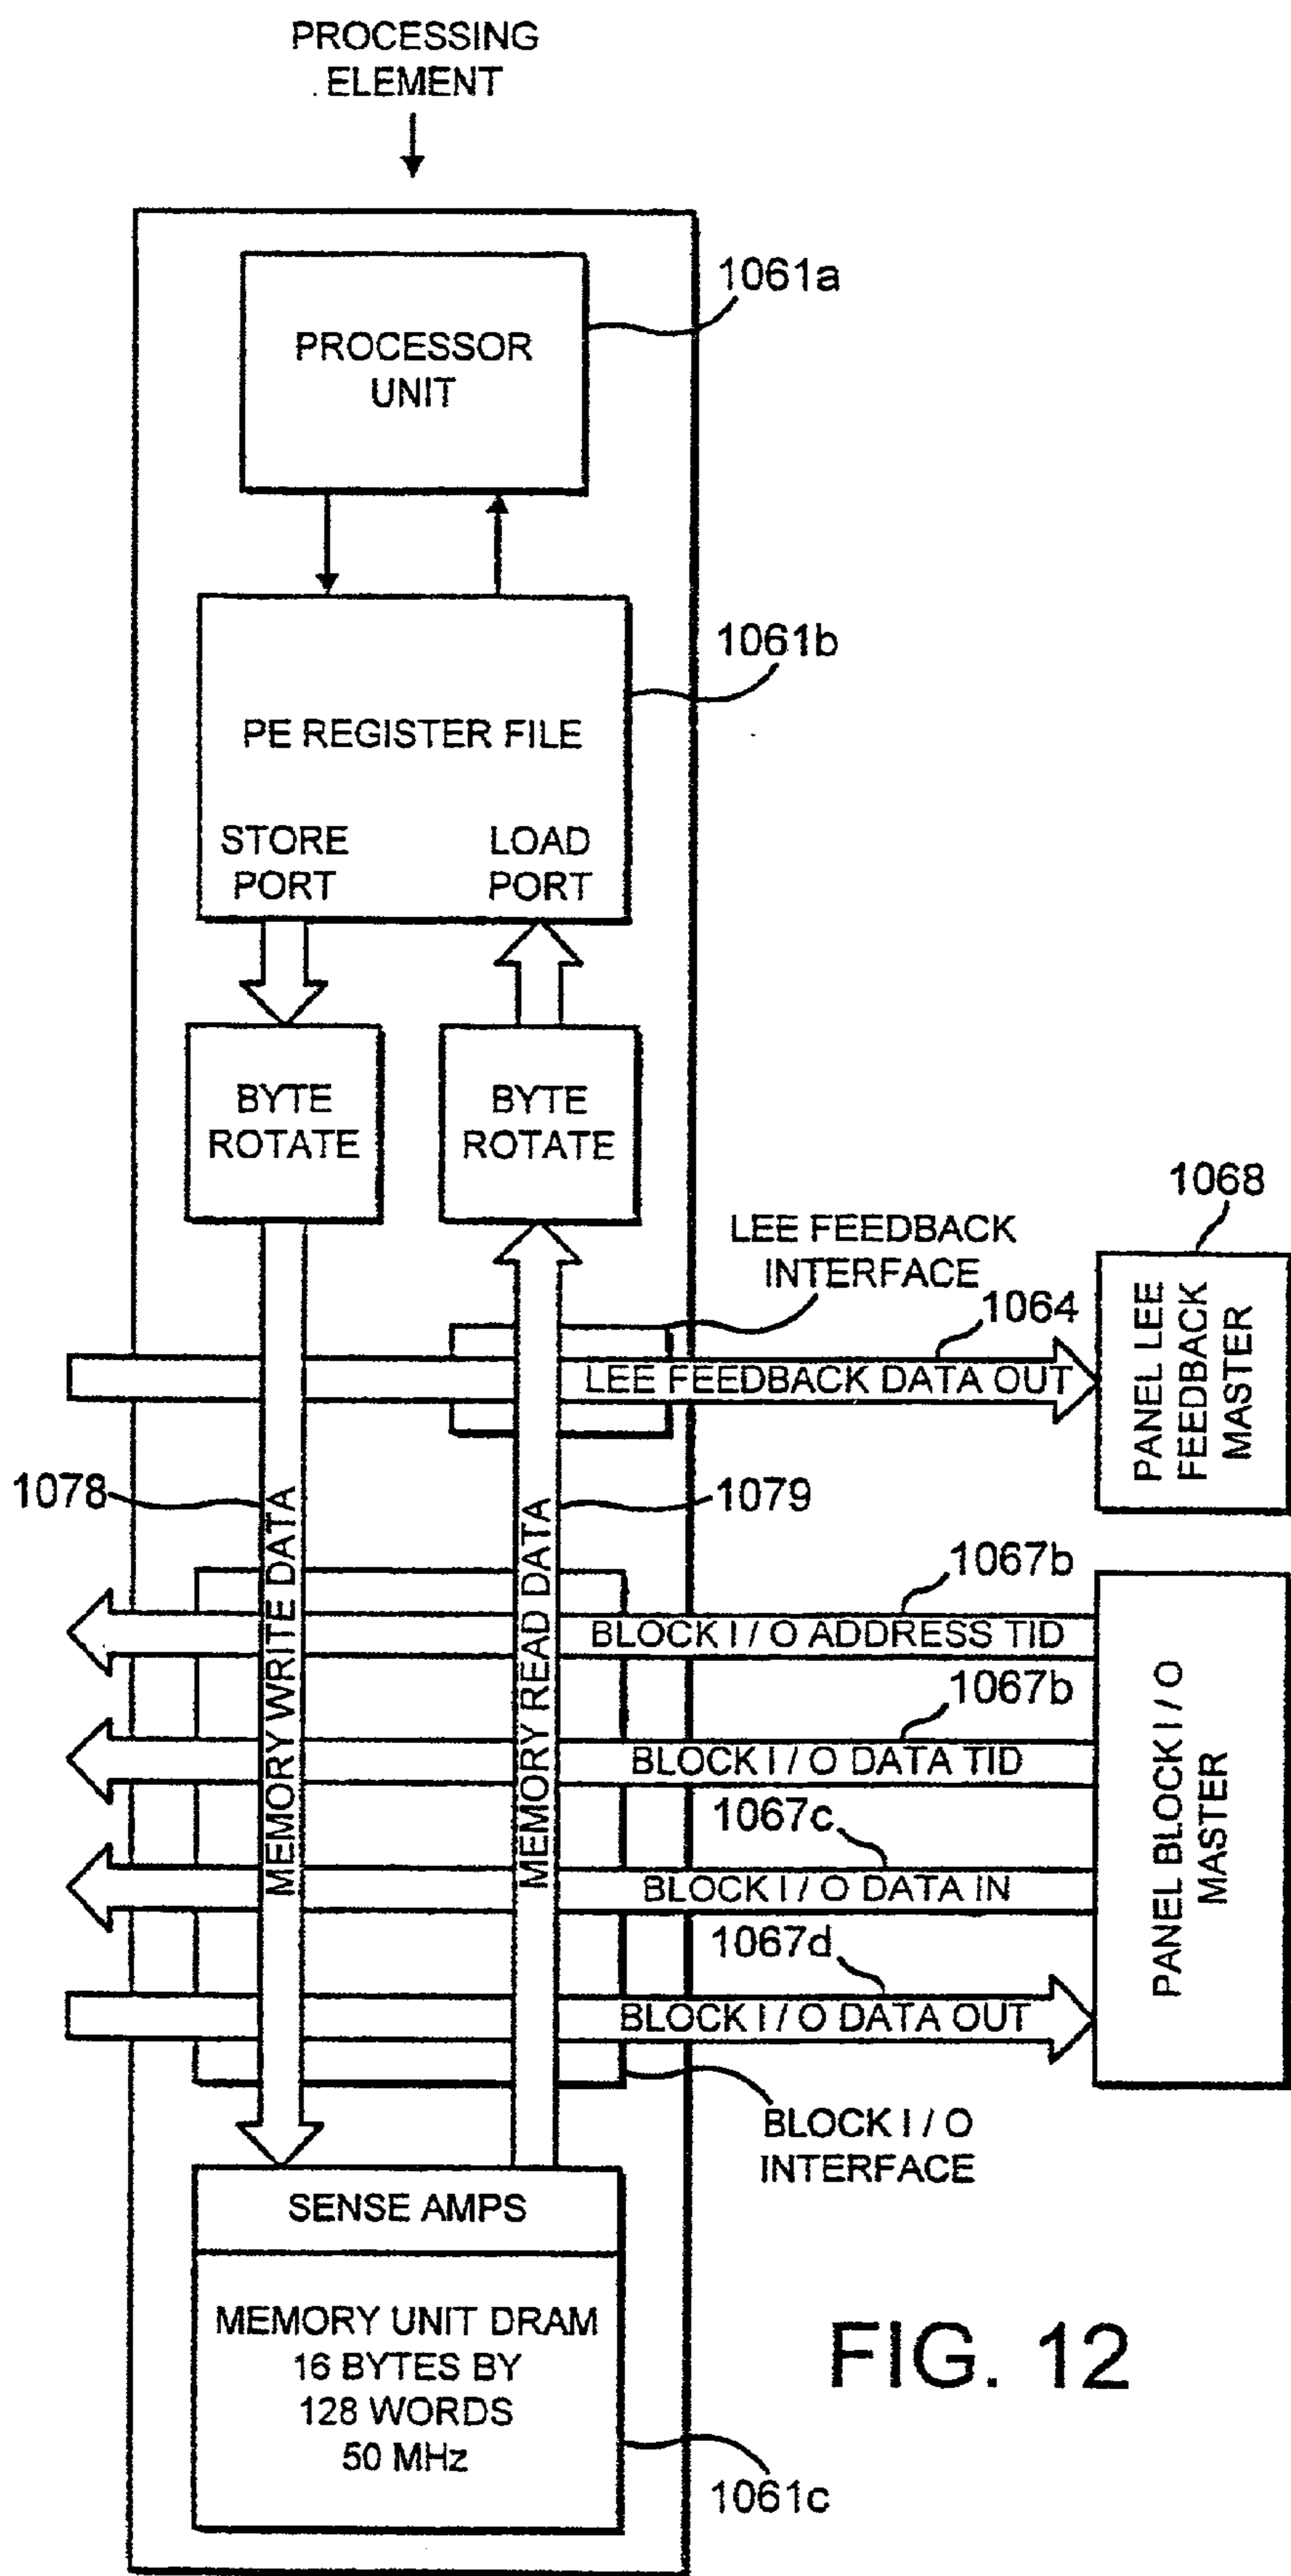 PROCESSING
ELEMENT
1061a
PROCESSOR
UNIT
1061b
PE REGISTER FILE
STORE
PORT
LOAD
PORT
BYTE
ROTATE
BYTE
ROTATE
1068
LEE FEEDBACK
INTERFACE
1064
LEE FEEDBACK DATA OUT
PANEL LEE
FEEDBACK
MASTER
1078
MEMORY WRITE DATA
MEMORY READ DATA
1079
1067b
BLOCK I / O ADDRESS TID
1067b
BLOCK I / O DATA TID
1067c
BLOCK I / O DATA IN
1067d
BLOCK I / O DATA OUT
PANEL BLOCK I / O
MASTER
BLOCK I / O
INTERFACE
SENSE AMPS
MEMORY UNIT DRAM
16 BYTES BY
128 WORDS
50 MHz
1061c
FIG. 12